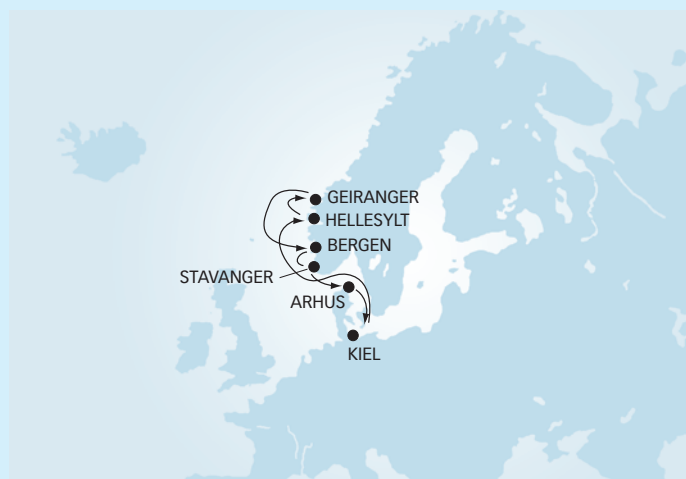 GEIRANGER
HELLESYLT
BERGEN
STAVANGER
ARHUS
KIEL